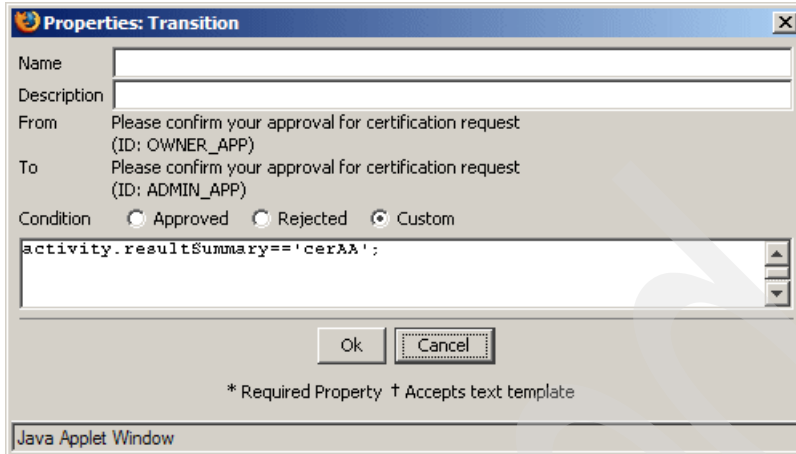 Properties: Transition
Name
Description
From Please confirm your approval for certification request
(ID: OWNER_APP)
To Please confirm your approval for certification request
(ID: ADMIN_APP)
Condition Approved Rejected Custom
activity.resultSummary=='cerAA';
Ok Cancel
* Required Property † Accepts text template
Java Applet Window